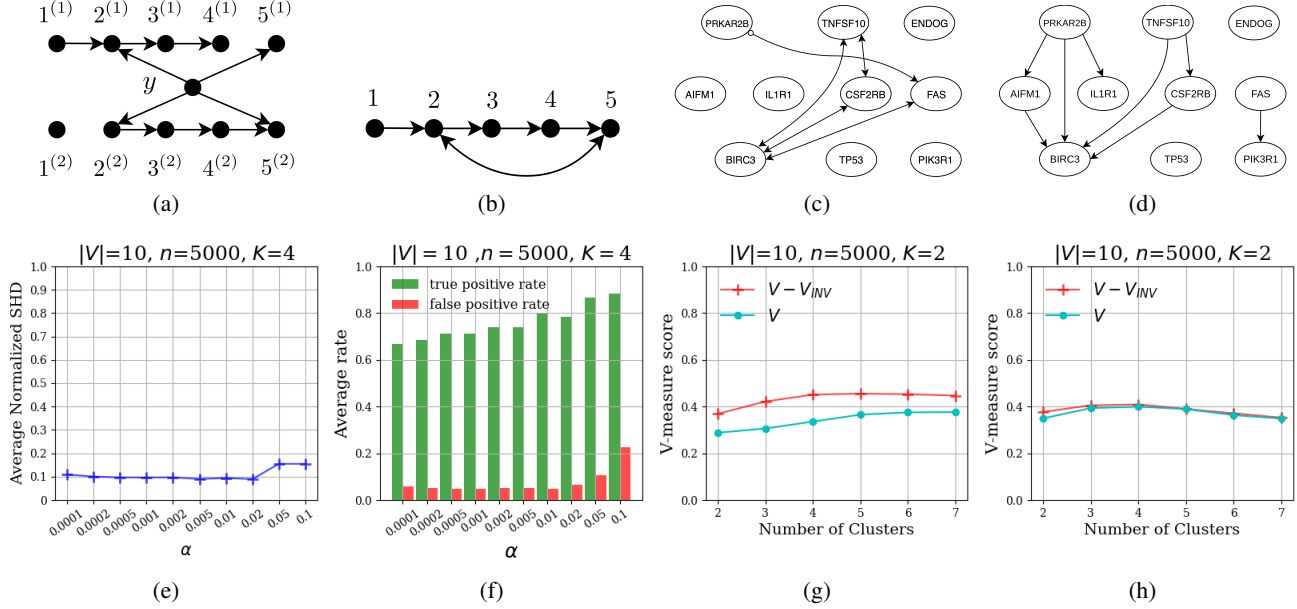 1⁽¹⁾ 2⁽¹⁾ 3⁽¹⁾ 4⁽¹⁾ 5⁽¹⁾
y
1⁽²⁾ 2⁽²⁾ 3⁽²⁾ 4⁽²⁾ 5⁽²⁾
(a)
1 2 3 4 5
(b)
PRKAR2B TNFSF10 ENDOG
AIFM1 IL1R1 CSF2RB FAS
BIRC3 TP53 PIK3R1
(c)
PRKAR2B TNFSF10 ENDOG
AIFM1 IL1R1 CSF2RB FAS
BIRC3 TP53 PIK3R1
(d)
|V|=10, n=5000, K=4
Average Normalized SHD
1.0
0.9
0.8
0.7
0.6
0.5
0.4
0.3
0.2
0.1
0
0.0001 0.0002 0.0005 0.001 0.002 0.005 0.01 0.02 0.05 0.1
α
(e)
|V| = 10 ,n = 5000, K = 4
true positive rate
false positive rate
Average rate
1.0
0.8
0.6
0.4
0.2
0.0
0.0001 0.0002 0.0005 0.001 0.002 0.005 0.01 0.02 0.05 0.1
α
(f)
|V|=10, n=5000, K=2
V − V_INV
V
V-measure score
1.0
0.8
0.6
0.4
0.2
0.0
2 3 4 5 6 7
Number of Clusters
(g)
|V|=10, n=5000, K=2
V − V_INV
V
V-measure score
1.0
0.8
0.6
0.4
0.2
0.0
2 3 4 5 6 7
Number of Clusters
(h)